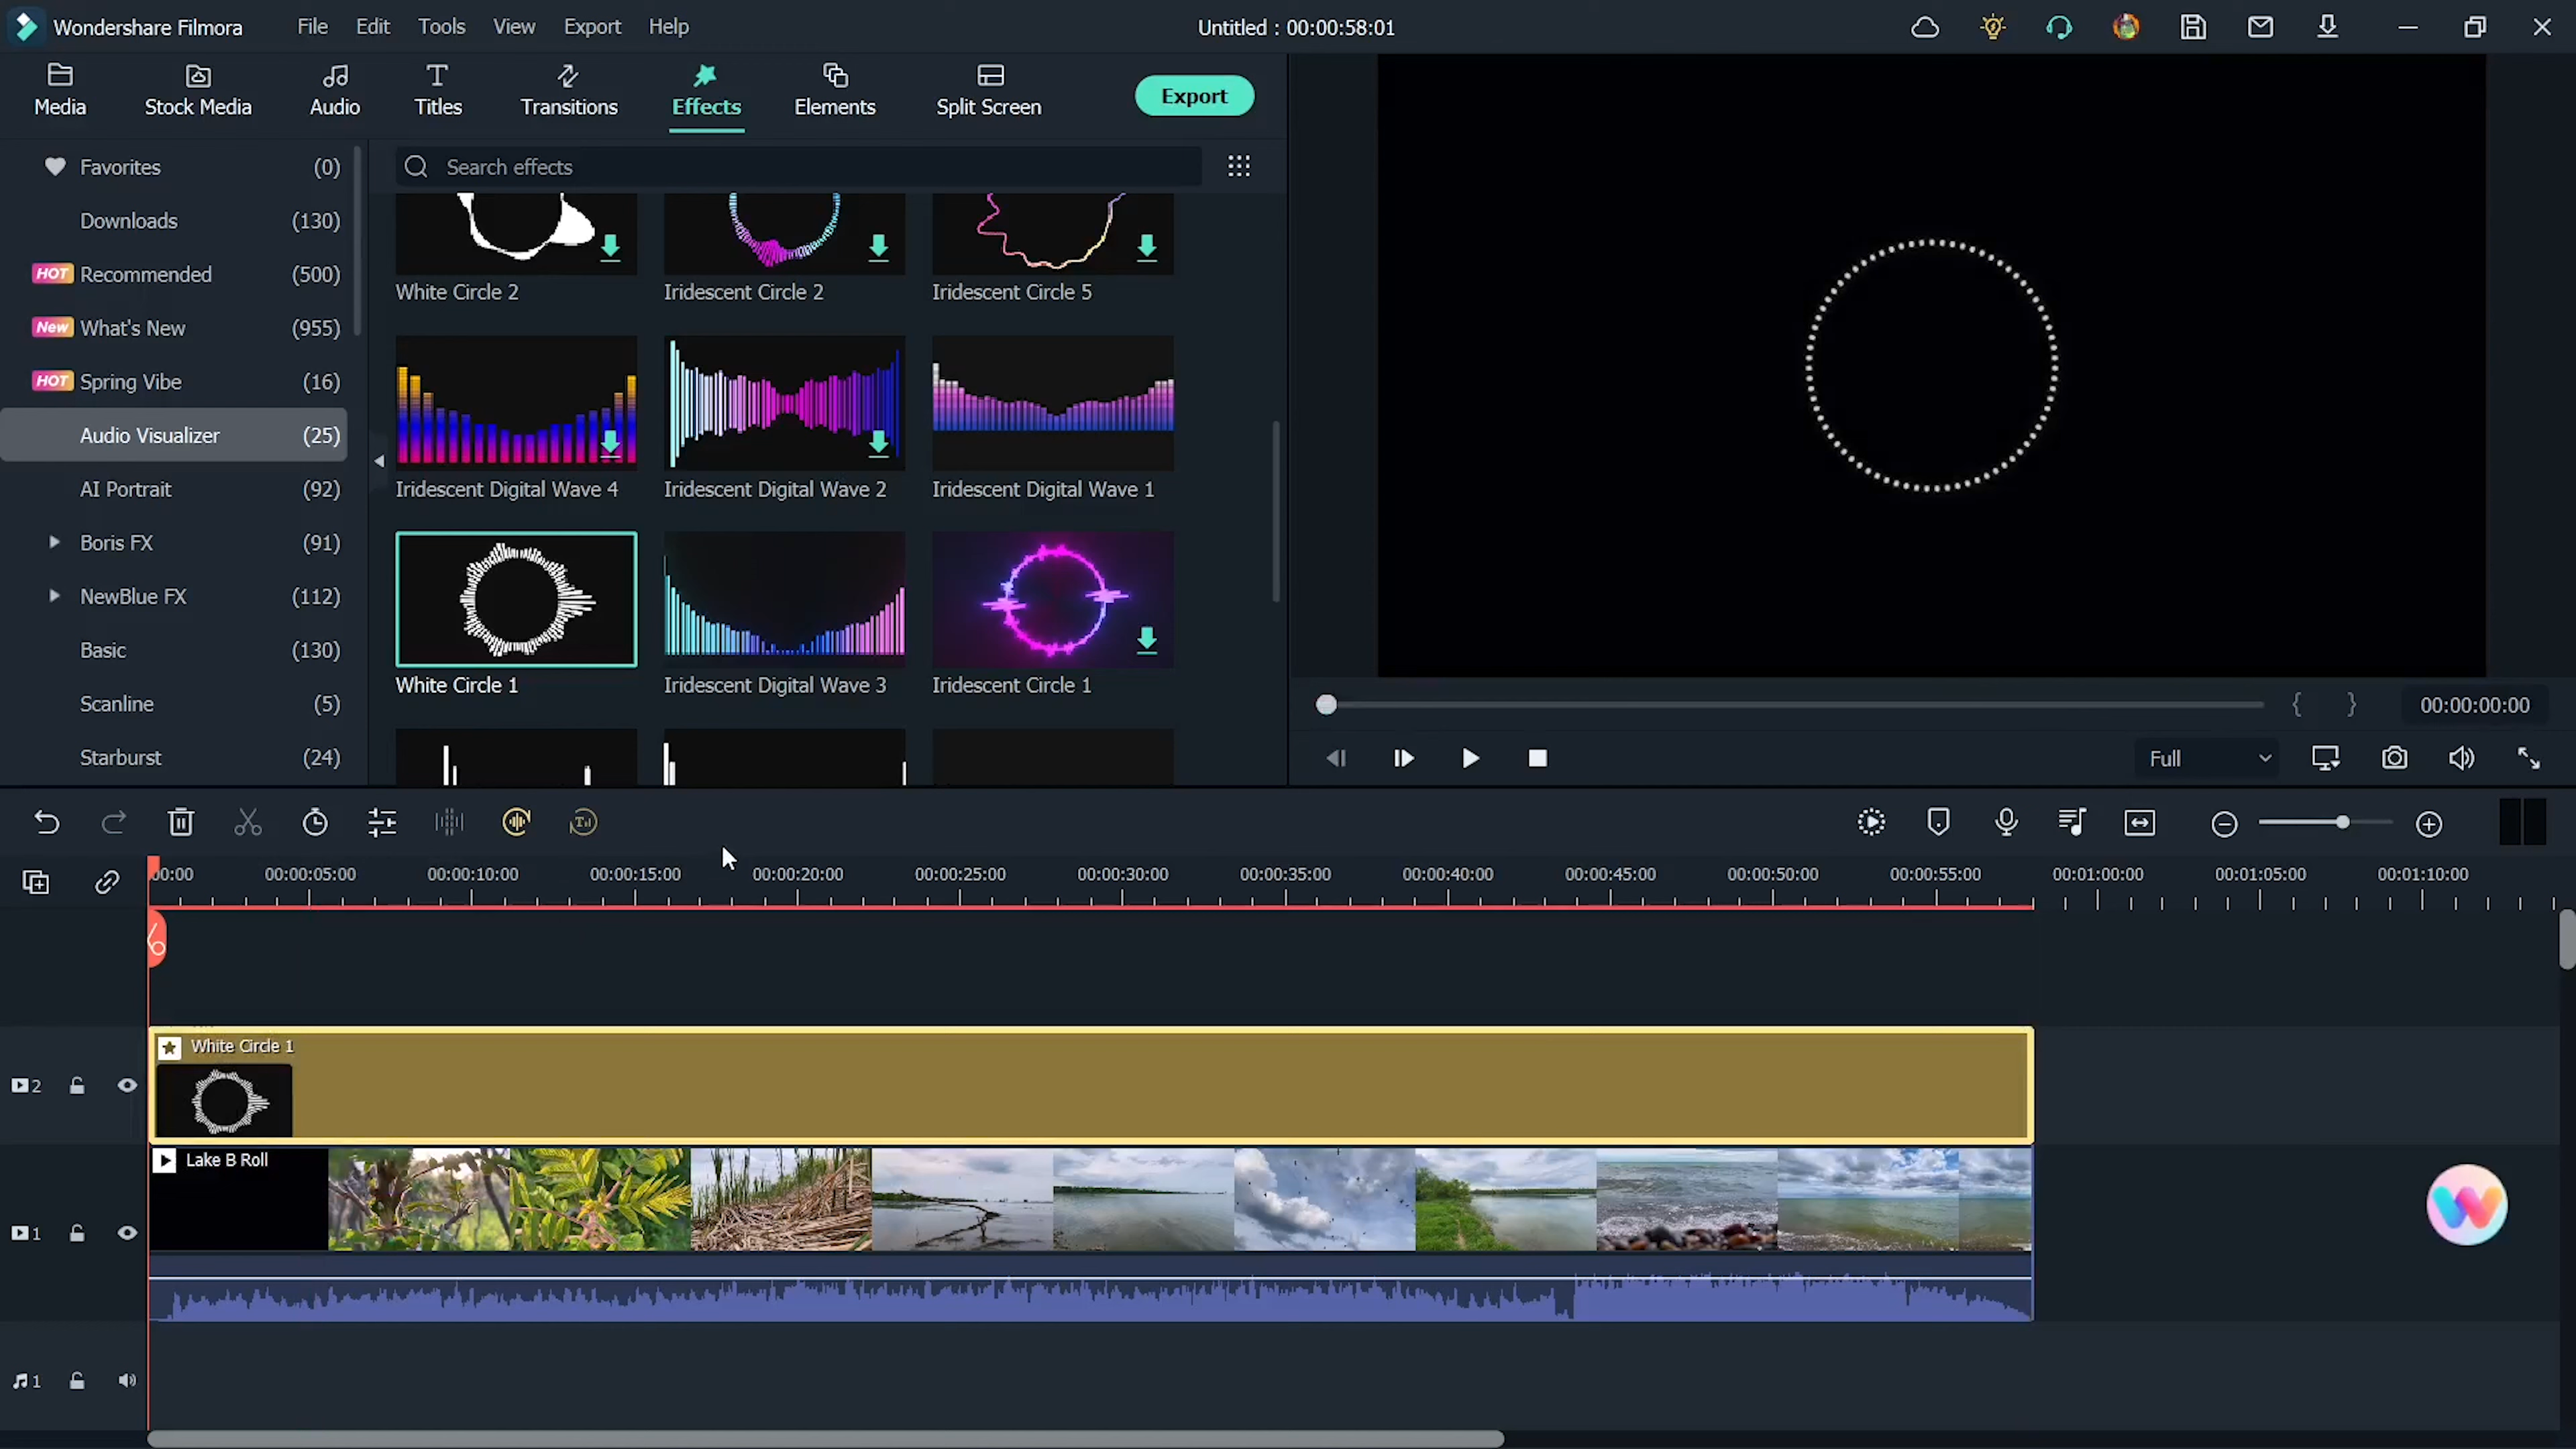 Wondershare Filmora File Edit Tools View Export Help Untitled : 00:00:58:01
Media Stock Media Audio Titles Transitions Effects Elements Split Screen Export
Favorites (0)
Downloads (130)
HOT Recommended (500)
New What's New (955)
HOT Spring Vibe (16)
Audio Visualizer (25)
AI Portrait (92)
Boris FX (91)
NewBlue FX (112)
Basic (130)
Scanline (5)
Starburst (24)
Search effects
White Circle 2 Iridescent Circle 2 Iridescent Circle 5
Iridescent Digital Wave 4 Iridescent Digital Wave 2 Iridescent Digital Wave 1
White Circle 1 Iridescent Digital Wave 3 Iridescent Circle 1
{ } 00:00:00:00
Full
00:00 00:00:05:00 00:00:10:00 00:00:15:00 00:00:20:00 00:00:25:00 00:00:30:00 00:00:35:00 00:00:40:00 00:00:45:00 00:00:50:00 00:00:55:00 00:01:00:00 00:01:05:00 00:01:10:00
White Circle 1
2
Lake B Roll
1
1